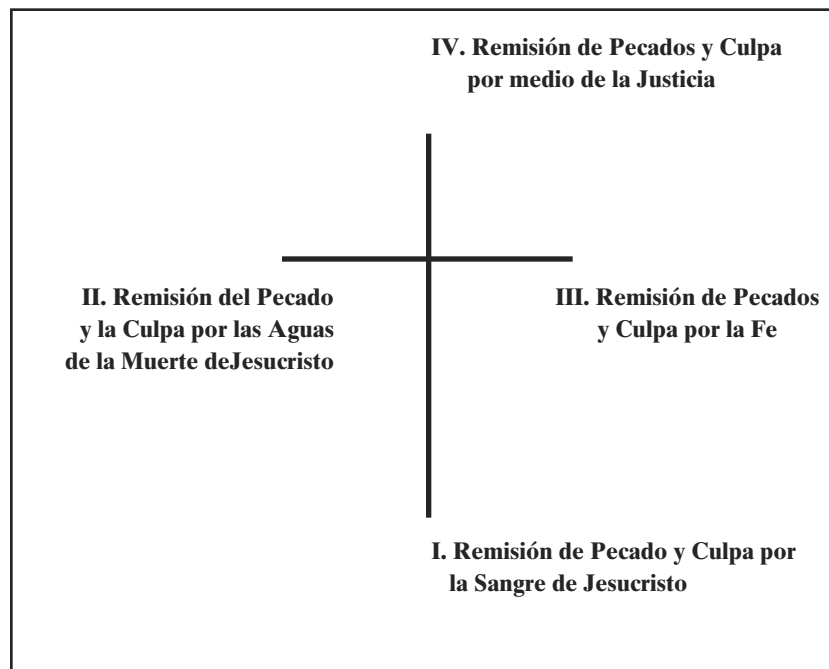 IV. Remisión de Pecados y Culpa
por medio de la Justicia
II. Remisión del Pecado
y la Culpa por las Aguas
de la Muerte deJesucristo
III. Remisión de Pecados
y Culpa por la Fe
I. Remisión de Pecado y Culpa por
la Sangre de Jesucristo